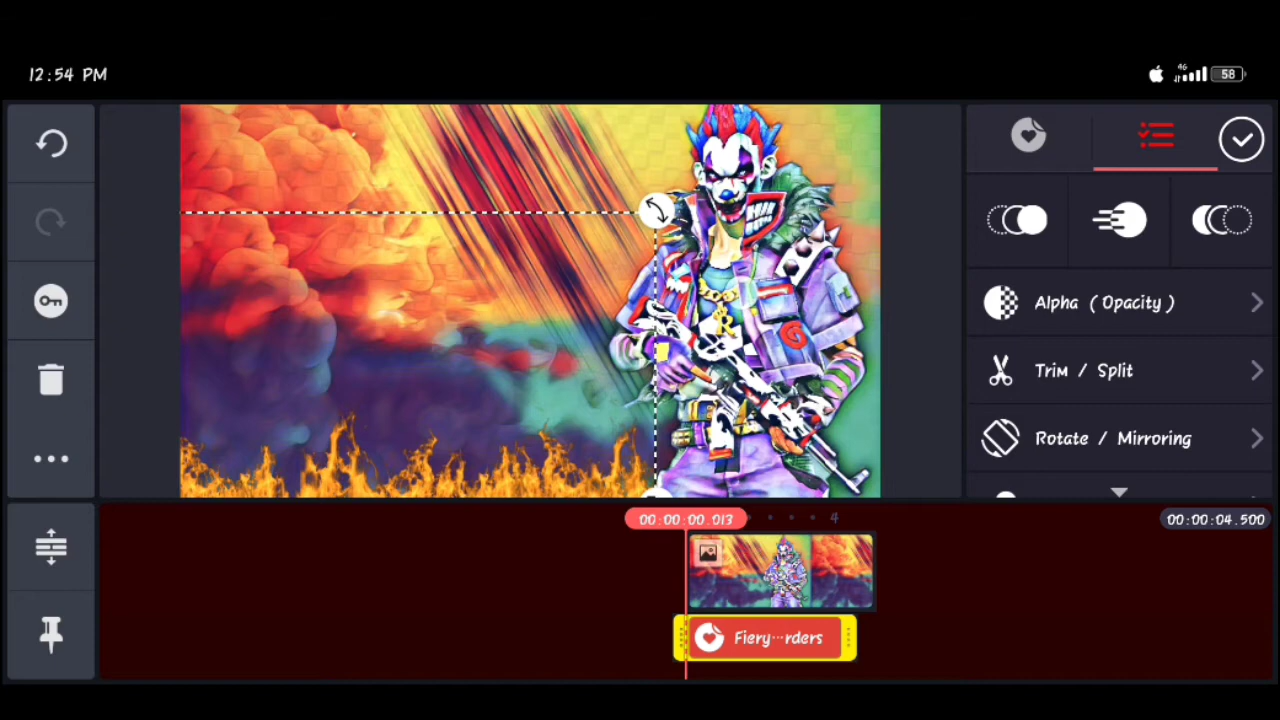 12:54 PM
4G
58
Alpha ( Opacity )
Trim / Split
Rotate / Mirroring
00:00:00.013
4
00:00:04.500
Fiery...rders